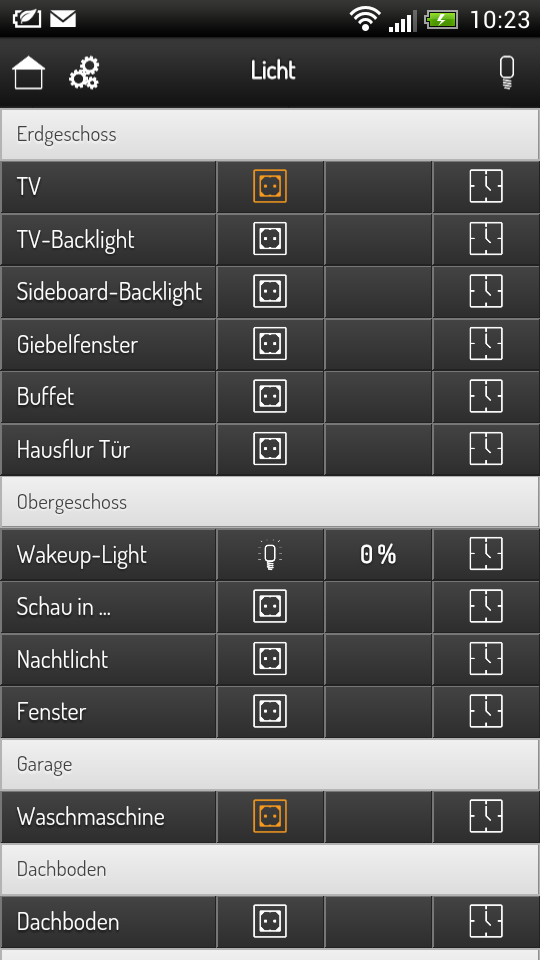 10:23
Licht
Erdgeschoss
TV
TV-Backlight
Sideboard-Backlight
Giebelfenster
Buffet
Hausflur Tür
Obergeschoss
Wakeup-Light 0 %
Schau in ...
Nachtlicht
Fenster
Garage
Waschmaschine
Dachboden
Dachboden